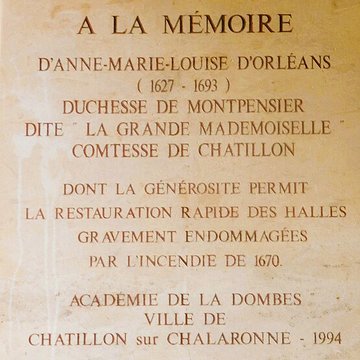 A LA MÉMOIRE
D'ANNE-MARIE-LOUISE D'ORLÉANS
( 1627 - 1693 )
DUCHESSE DE MONTPENSIER
DITE " LA GRANDE MADEMOISELLE "
COMTESSE DE CHATILLON
DONT LA GÉNÉROSITE PERMIT
LA RESTAURATION RAPIDE DES HALLES
GRAVEMENT ENDOMMAGÉES
PAR L'INCENDIE DE 1670.
ACADÉMIE DE LA DOMBES
VILLE DE
CHATILLON sur CHALARONNE - 1994